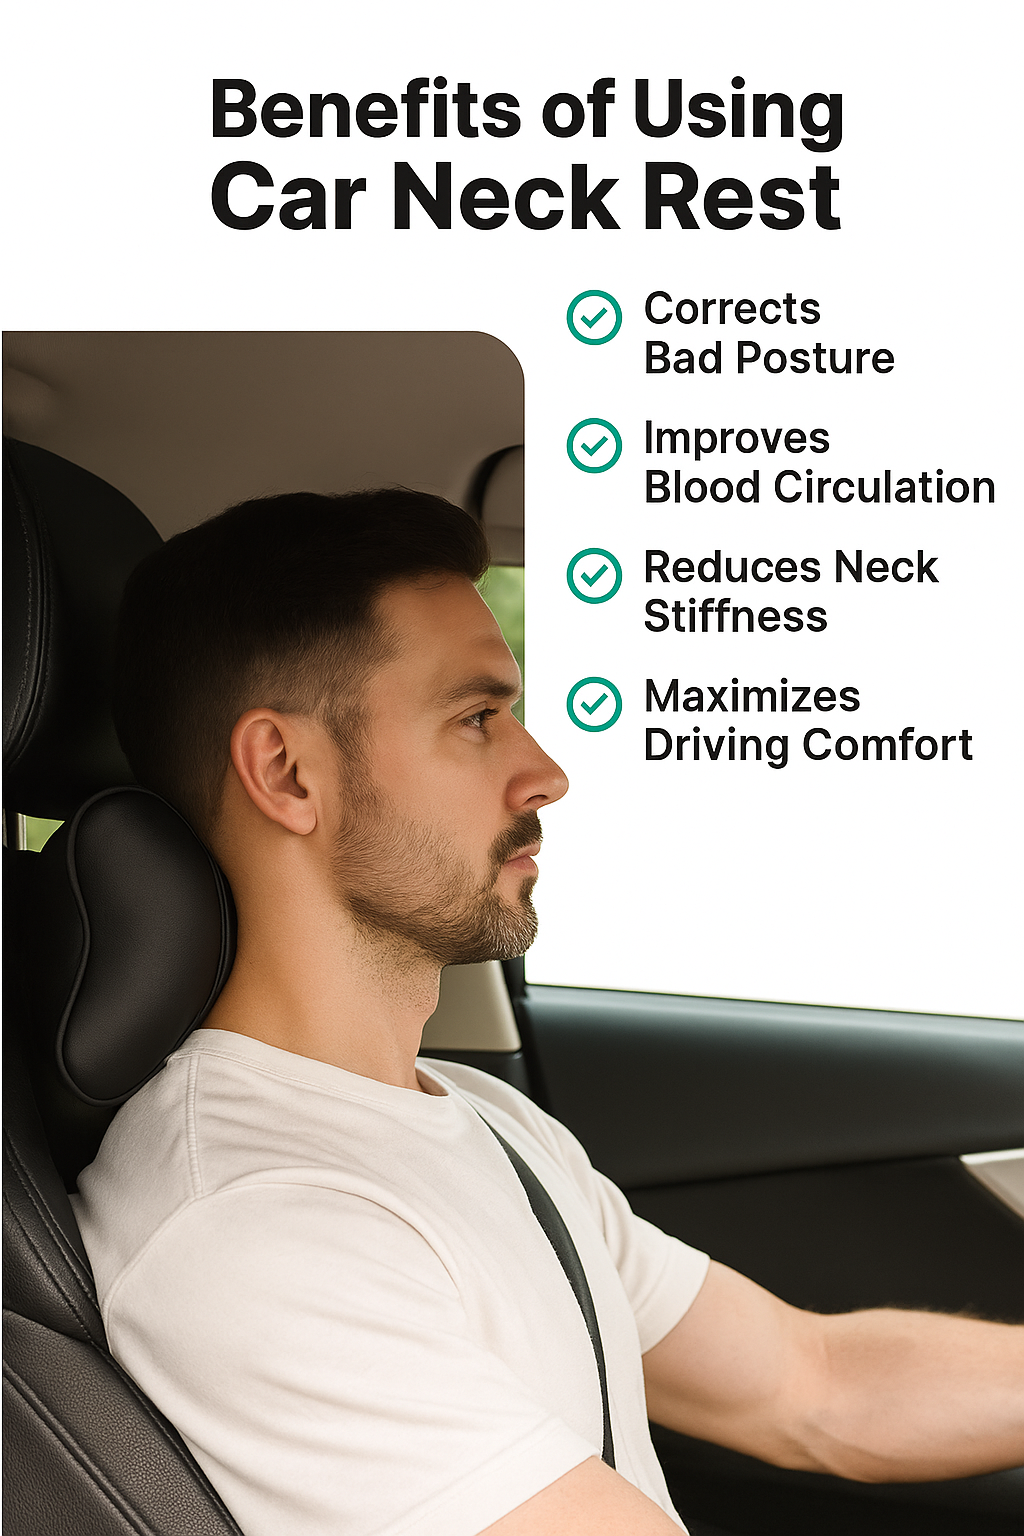 Benefits of Using
Car Neck Rest
Corrects
Bad Posture
Improves
Blood Circulation
Reduces Neck
Stiffness
Maximizes
Driving Comfort